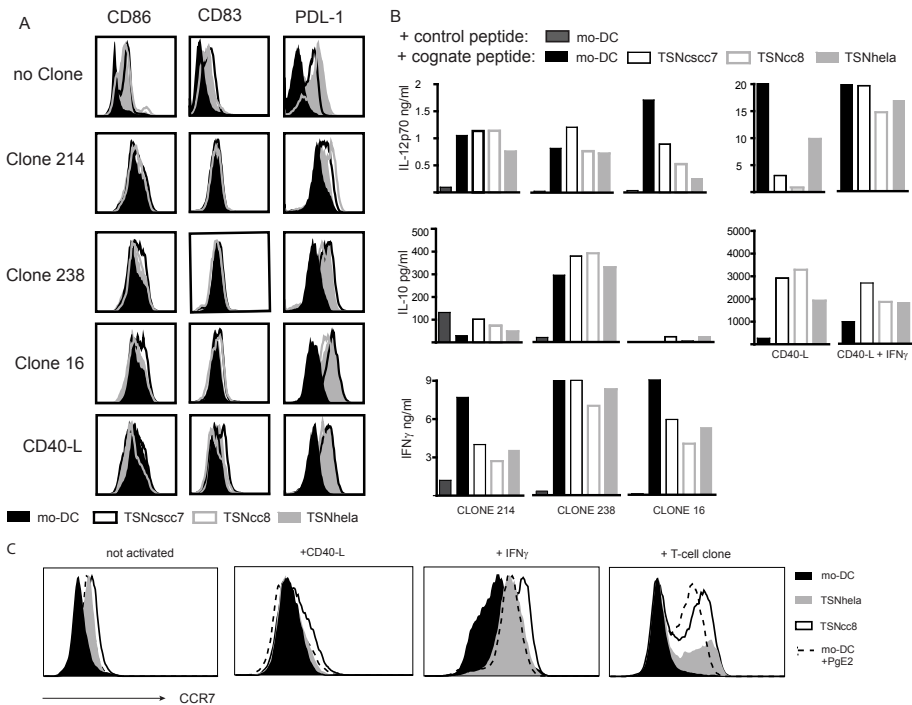 A
CD86 CD83 PDL-1
no Clone
Clone 214
Clone 238
Clone 16
CD40-L
mo-DC TSNcscc7 TSNcc8 TSNhela
B
+ control peptide: mo-DC
+ cognate peptide: mo-DC TSNcscc7 TSNcc8 TSNhela
IL-12p70 ng/ml
2
1.5
1
0.5
20
15
10
5
IL-10 pg/ml
400
300
200
100
5000
4000
3000
2000
1000
CD40-L CD40-L + IFNγ
IFNγ ng/ml
9
6
3
CLONE 214 CLONE 238 CLONE 16
C
not activated +CD40-L + IFNγ + T-cell clone
mo-DC
TSNhela
TSNcc8
mo-DC
+PgE2
CCR7